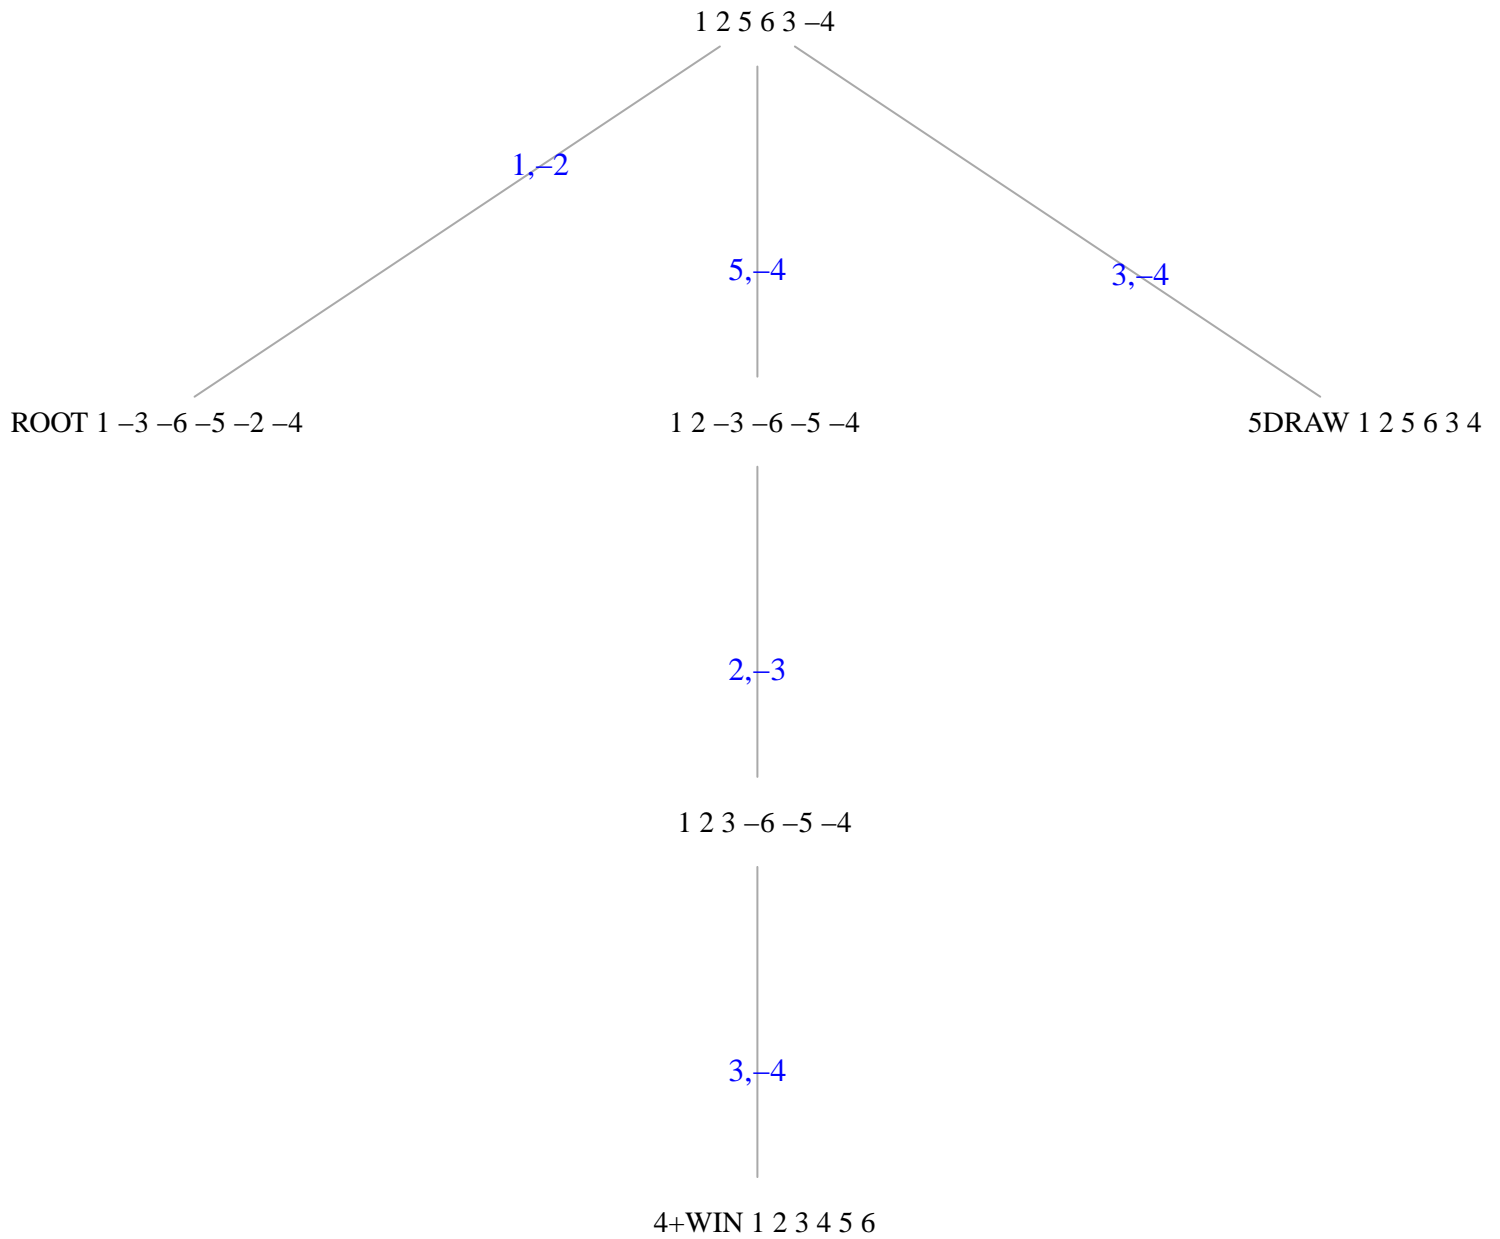 1 2 5 6 3 –4
1,–2
5,–4
3,–4
ROOT 1 –3 –6 –5 –2 –4
1 2 –3 –6 –5 –4
5DRAW 1 2 5 6 3 4
2,–3
1 2 3 –6 –5 –4
3,–4
4+WIN 1 2 3 4 5 6